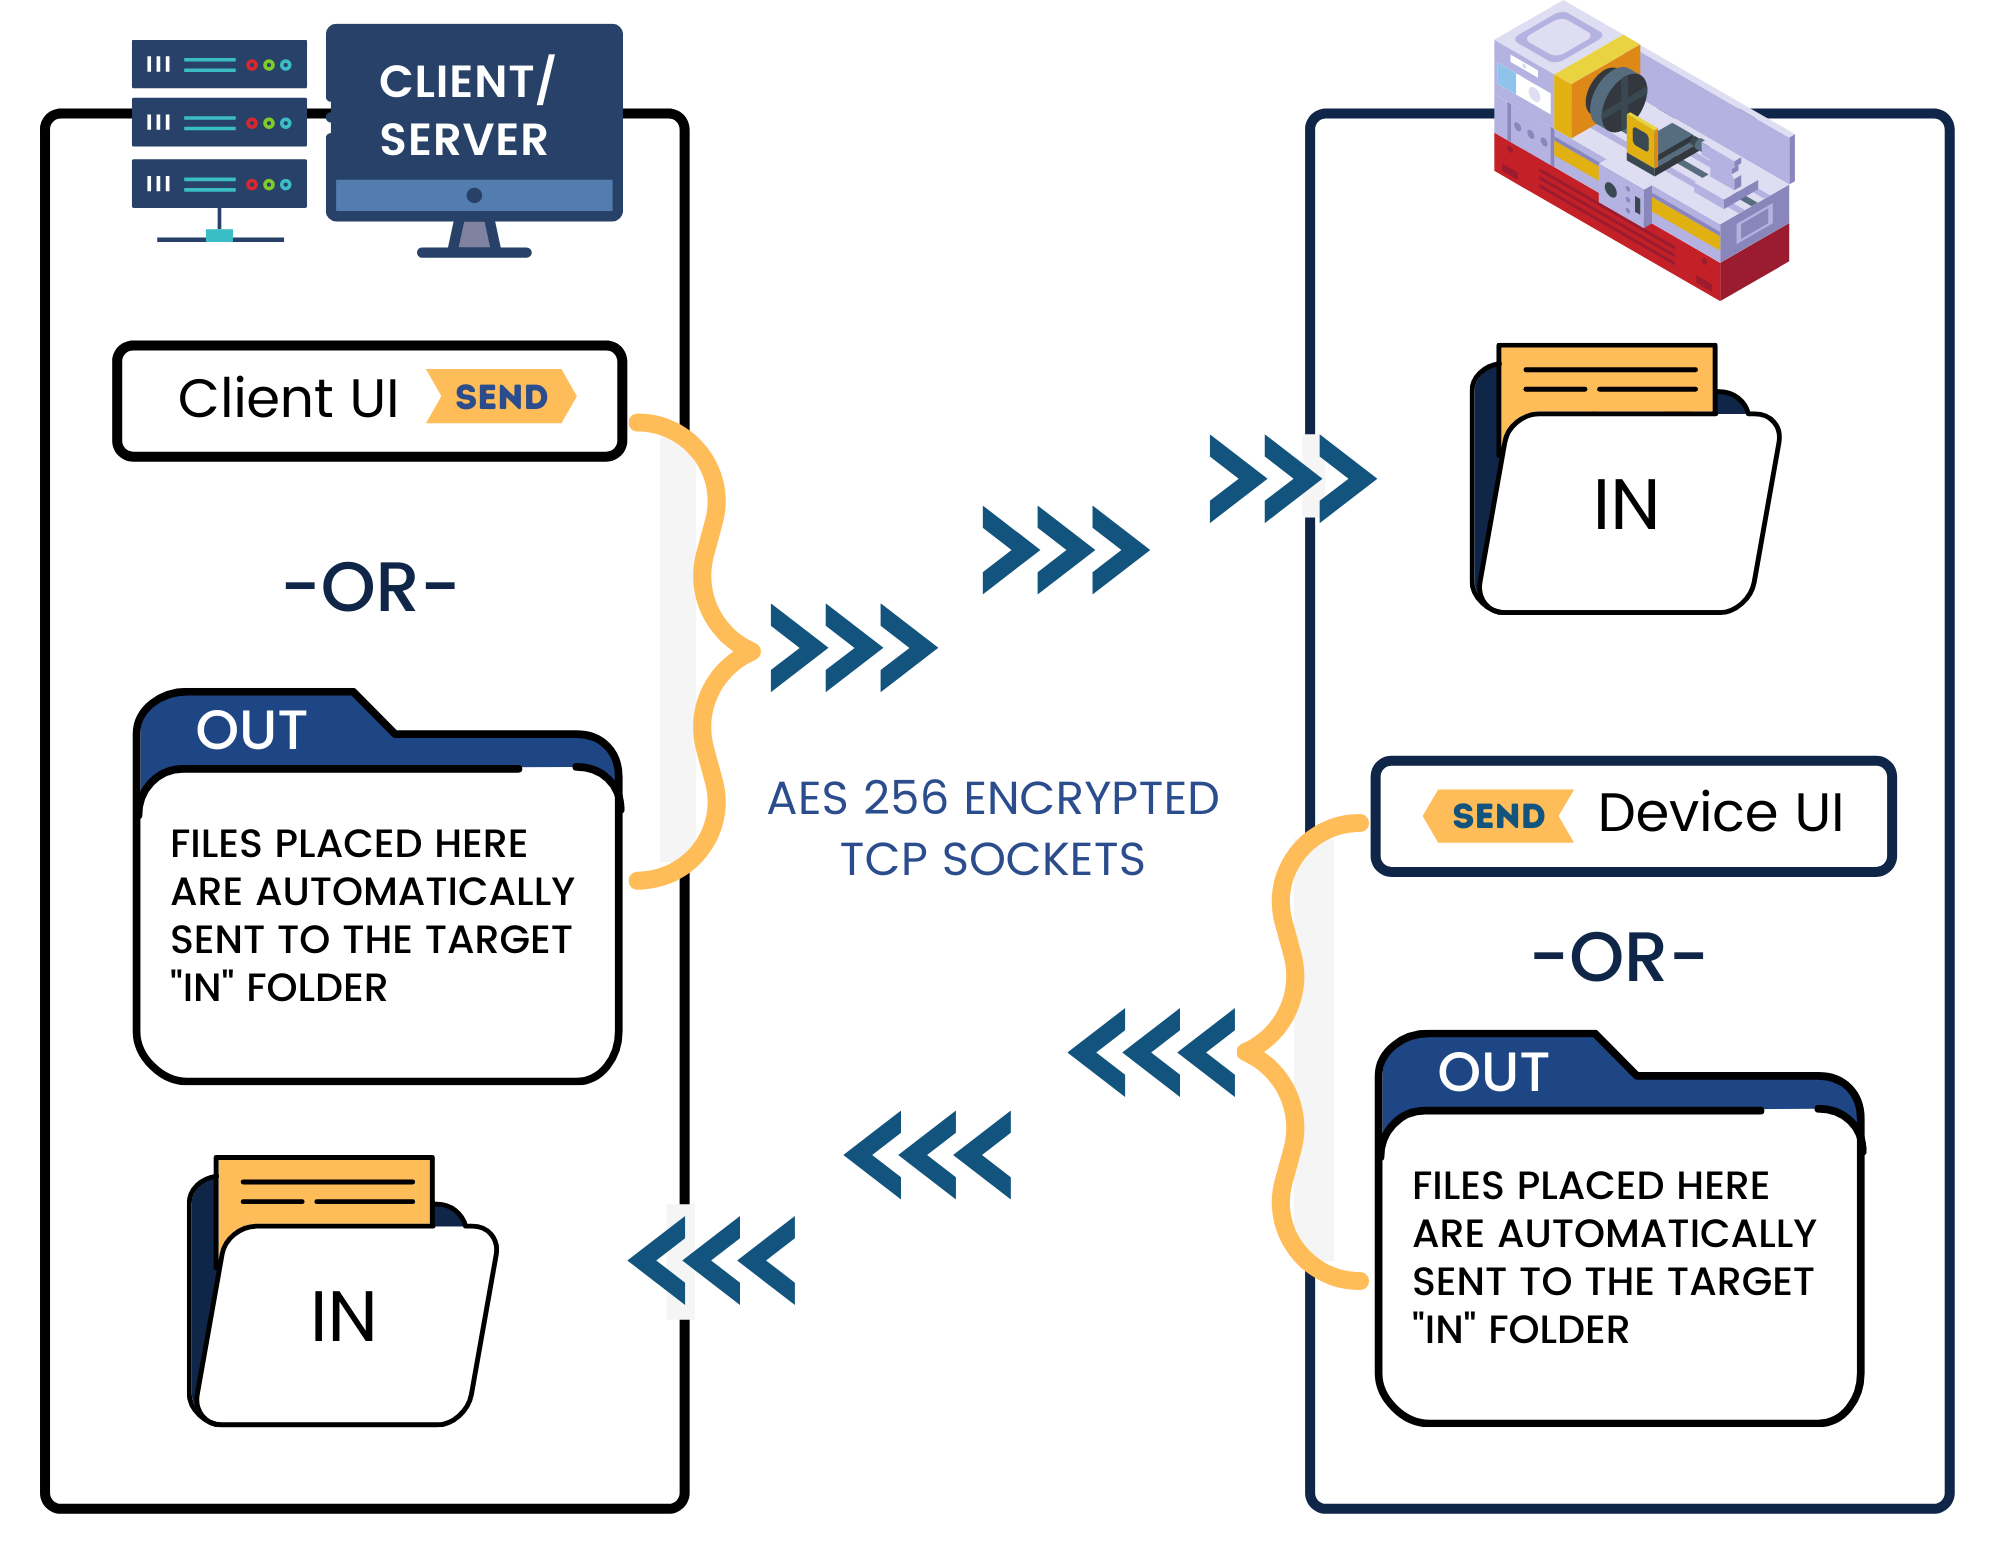 CLIENT/
SERVER
Client UI SEND
-OR-
OUT
FILES PLACED HERE
ARE AUTOMATICALLY
SENT TO THE TARGET
"IN" FOLDER
IN
AES 256 ENCRYPTED
TCP SOCKETS
IN
SEND Device UI
-OR-
OUT
FILES PLACED HERE
ARE AUTOMATICALLY
SENT TO THE TARGET
"IN" FOLDER